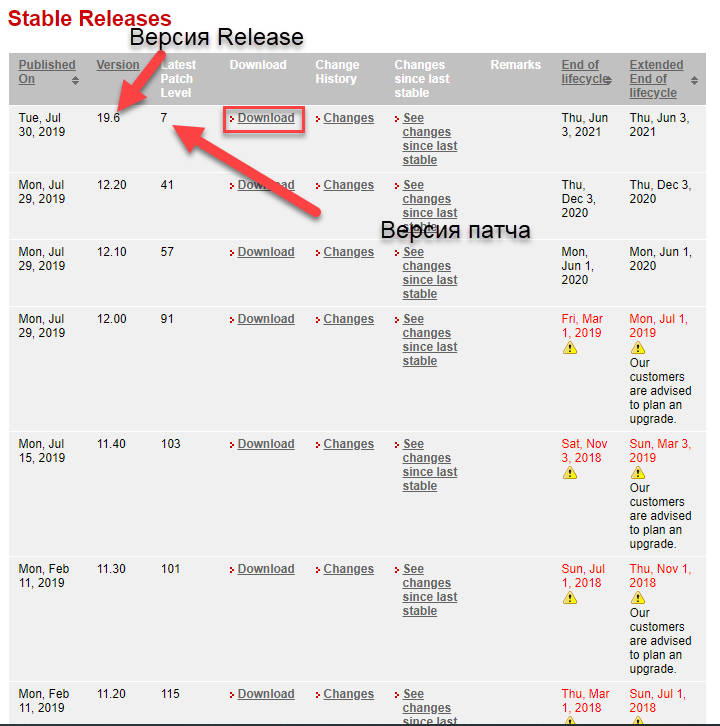 Stable Releases
Версия Release
Published On Version Latest Patch Level Download Change History Changes since last stable Remarks End of lifecycle Extended End of lifecycle
Tue, Jul 30, 2019 19.6 7 Download Changes See changes since last stable Thu, Jun 3, 2021 Thu, Jun 3, 2021
Mon, Jul 29, 2019 12.20 41 Download Changes See changes since last stable Thu, Dec 3, 2020 Thu, Dec 3, 2020
Версия патча
Mon, Jul 29, 2019 12.10 57 Download Changes See changes since last stable Mon, Jun 1, 2020 Mon, Jun 1, 2020
Mon, Jul 29, 2019 12.00 91 Download Changes See changes since last stable Fri, Mar 1, 2019 Mon, Jul 1, 2019 Our customers are advised to plan an upgrade.
Mon, Jul 15, 2019 11.40 103 Download Changes See changes since last stable Sat, Nov 3, 2018 Sun, Mar 3, 2019 Our customers are advised to plan an upgrade.
Mon, Feb 11, 2019 11.30 101 Download Changes See changes since last stable Sun, Jul 1, 2018 Thu, Nov 1, 2018 Our customers are advised to plan an upgrade.
Mon, Feb 11, 2019 11.20 115 Download Changes See changes since last stable Thu, Mar 1, 2018 Sun, Jul 1, 2018